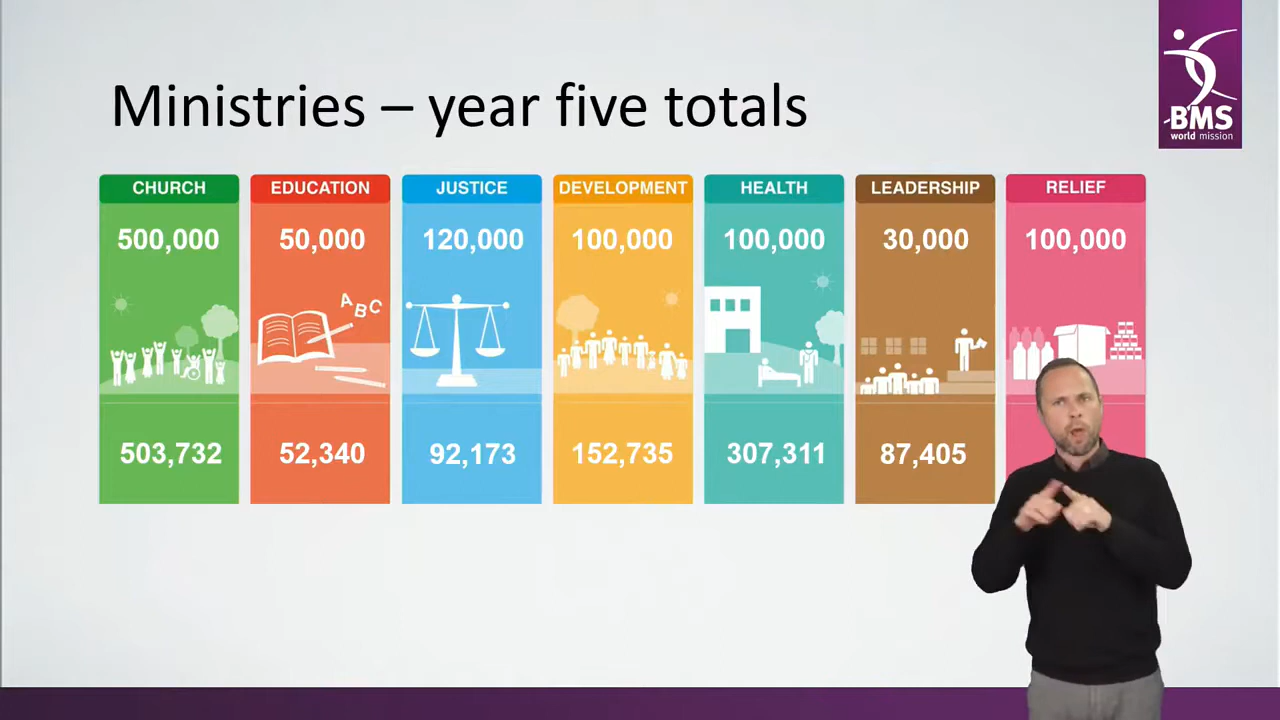 Ministries – year five totals
BMS
world mission
CHURCH EDUCATION JUSTICE DEVELOPMENT HEALTH LEADERSHIP RELIEF
500,000 50,000 120,000 100,000 100,000 30,000 100,000
A B C
503,732 52,340 92,173 152,735 307,311 87,405